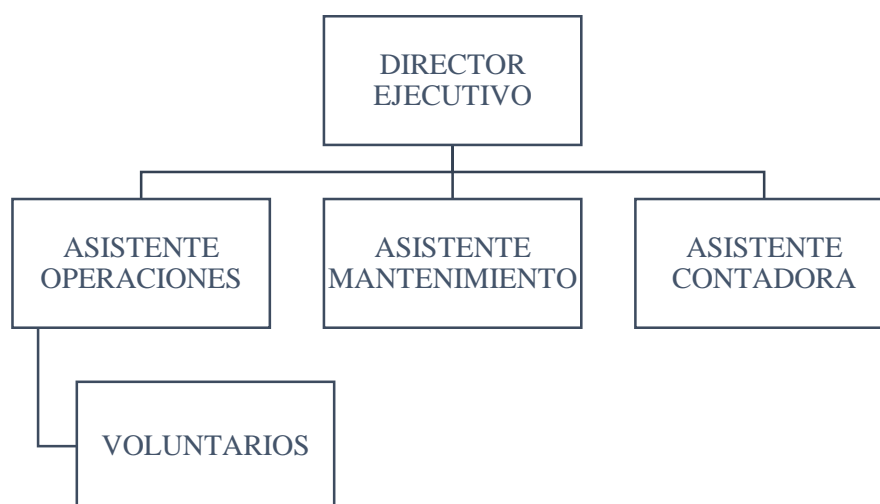 DIRECTOR
EJECUTIVO
ASISTENTE
OPERACIONES
ASISTENTE
MANTENIMIENTO
ASISTENTE
CONTADORA
VOLUNTARIOS